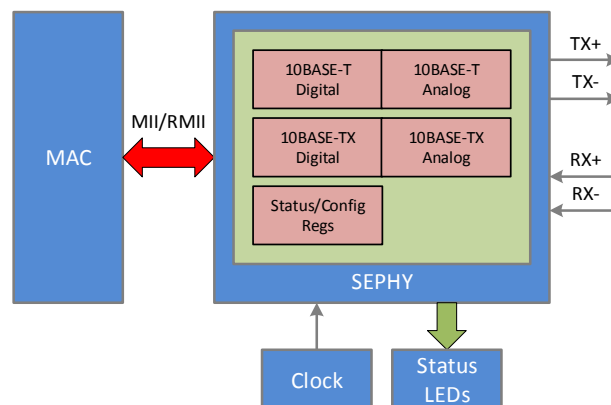 10BASE-T
Digital
10BASE-T
Analog
TX+
TX-
MII/RMII
MAC
10BASE-TX
Digital
10BASE-TX
Analog
RX+
RX-
Status/Config
Regs
SEPHY
Clock
Status
LEDs